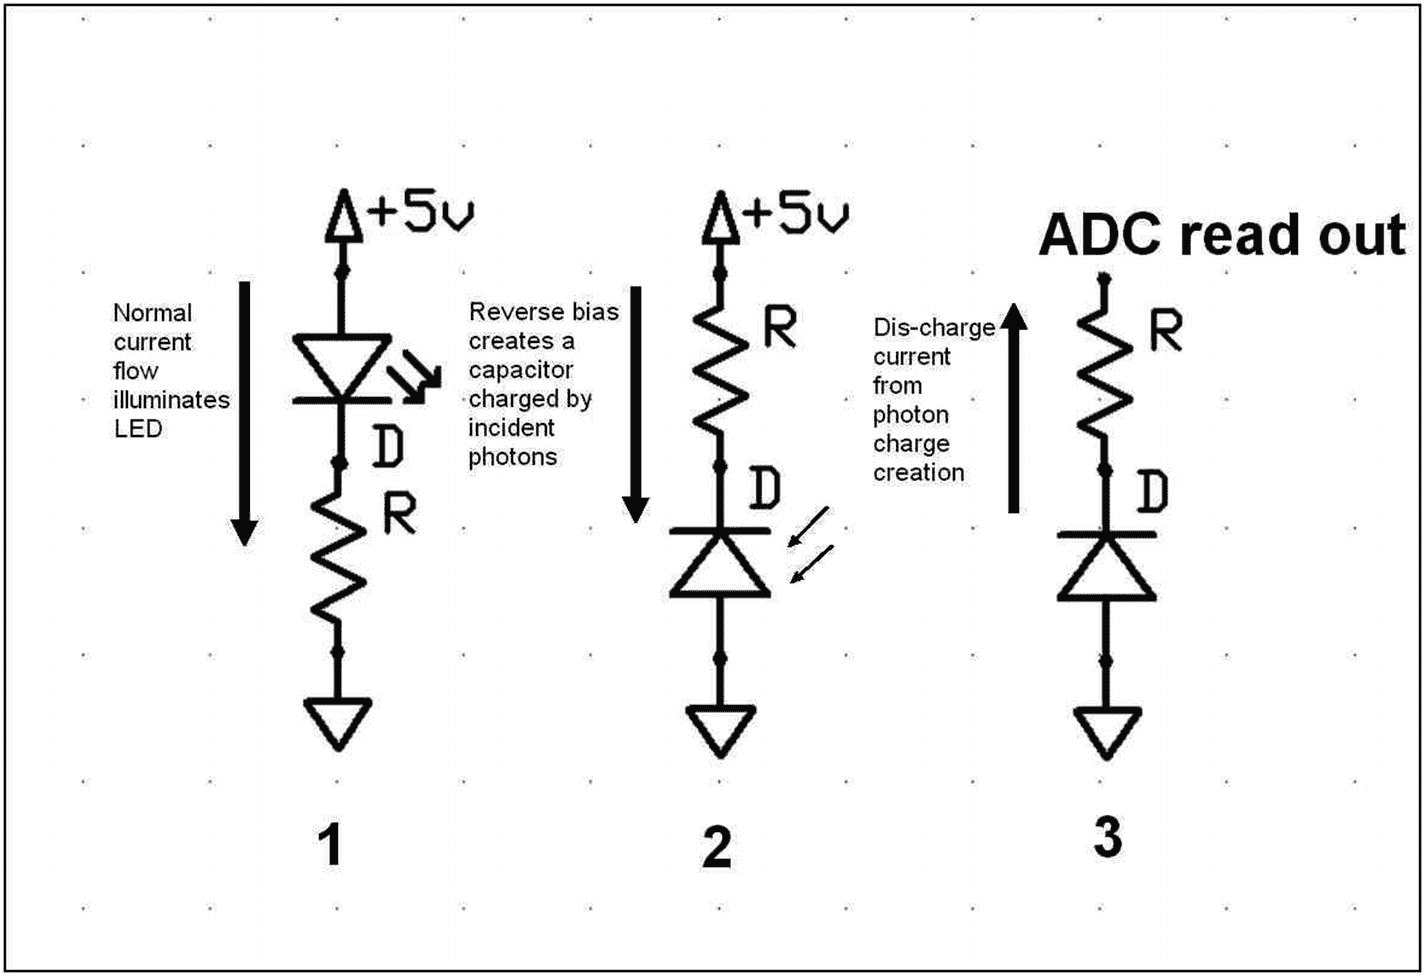 +5v
Normal
current
flow
illuminates
LED
D
R
1
+5v
Reverse bias
creates a
capacitor
charged by
incident
photons
R
D
2
ADC read out
Dis-charge
current
from
photon
charge
creation
R
D
3